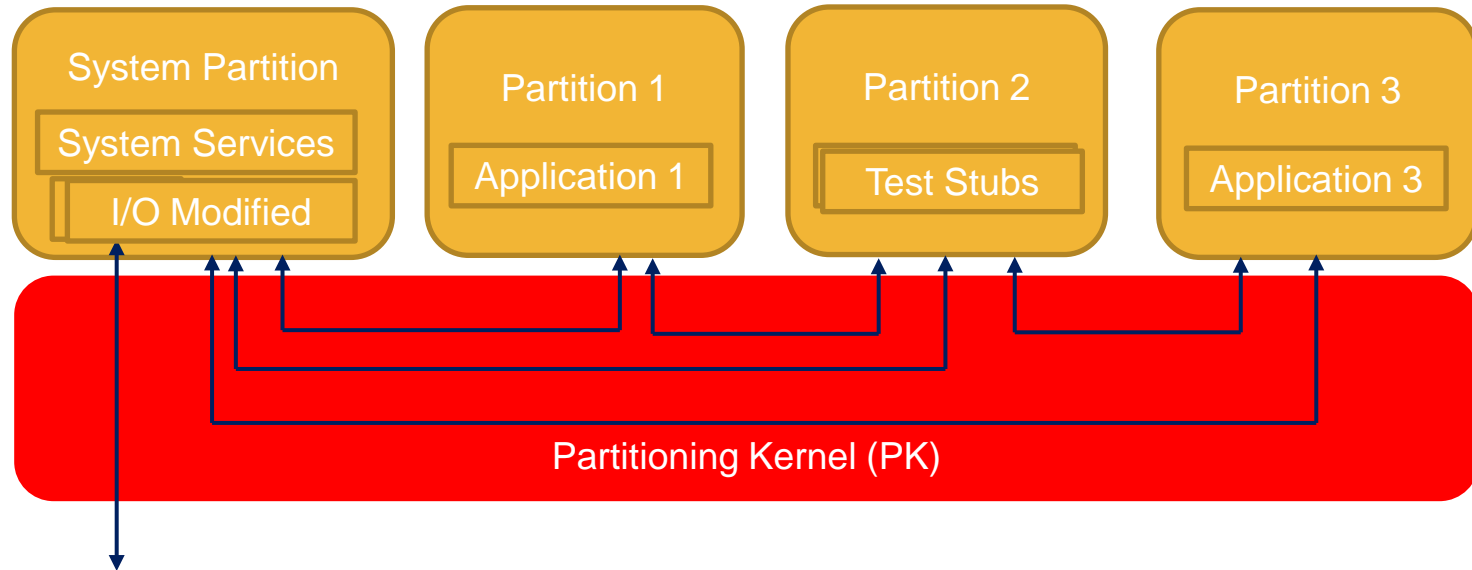 System Partition
System Services
I/O Modified
Partition 1
Application 1
Partition 2
Test Stubs
Partition 3
Application 3
Partitioning Kernel (PK)